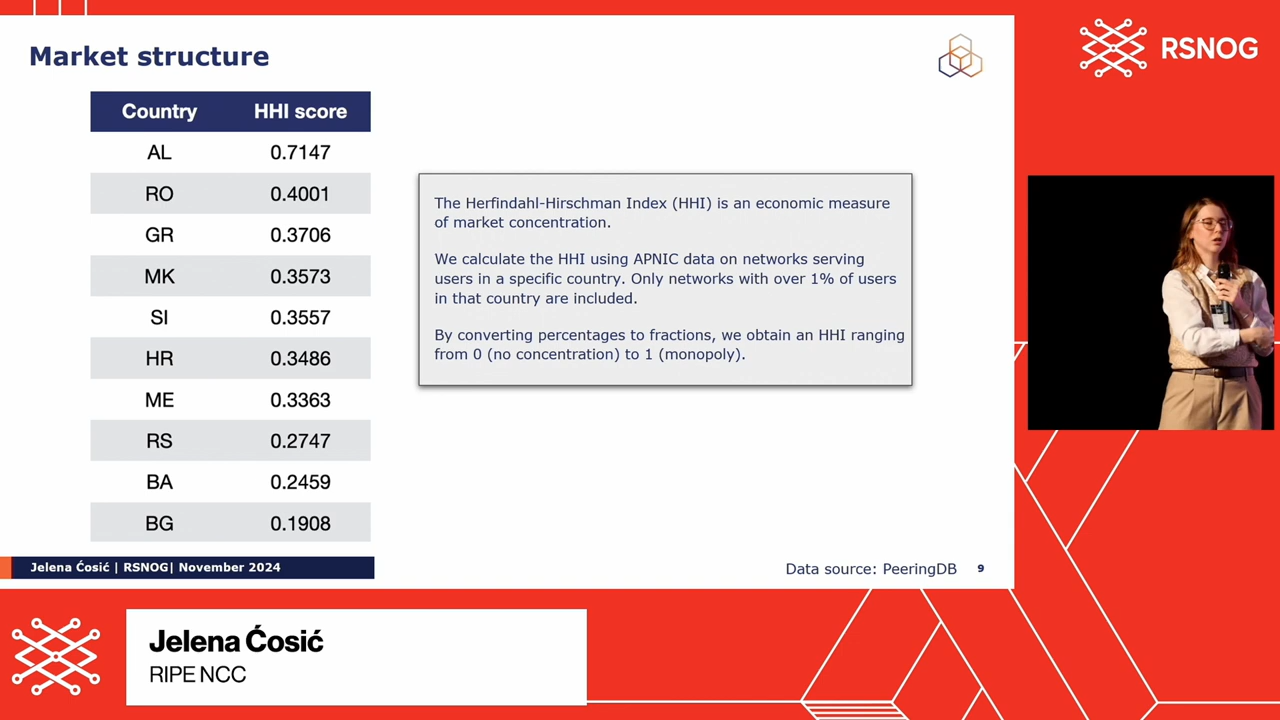 Market structure
Country HHI score
AL 0.7147
RO 0.4001
GR 0.3706
MK 0.3573
SI 0.3557
HR 0.3486
ME 0.3363
RS 0.2747
BA 0.2459
BG 0.1908
The Herfindahl-Hirschman Index (HHI) is an economic measure
of market concentration.
We calculate the HHI using APNIC data on networks serving
users in a specific country. Only networks with over 1% of users
in that country are included.
By converting percentages to fractions, we obtain an HHI ranging
from 0 (no concentration) to 1 (monopoly).
Jelena Ćosić | RSNOG| November 2024
Data source: PeeringDB 9
RSNOG
Jelena Ćosić
RIPE NCC